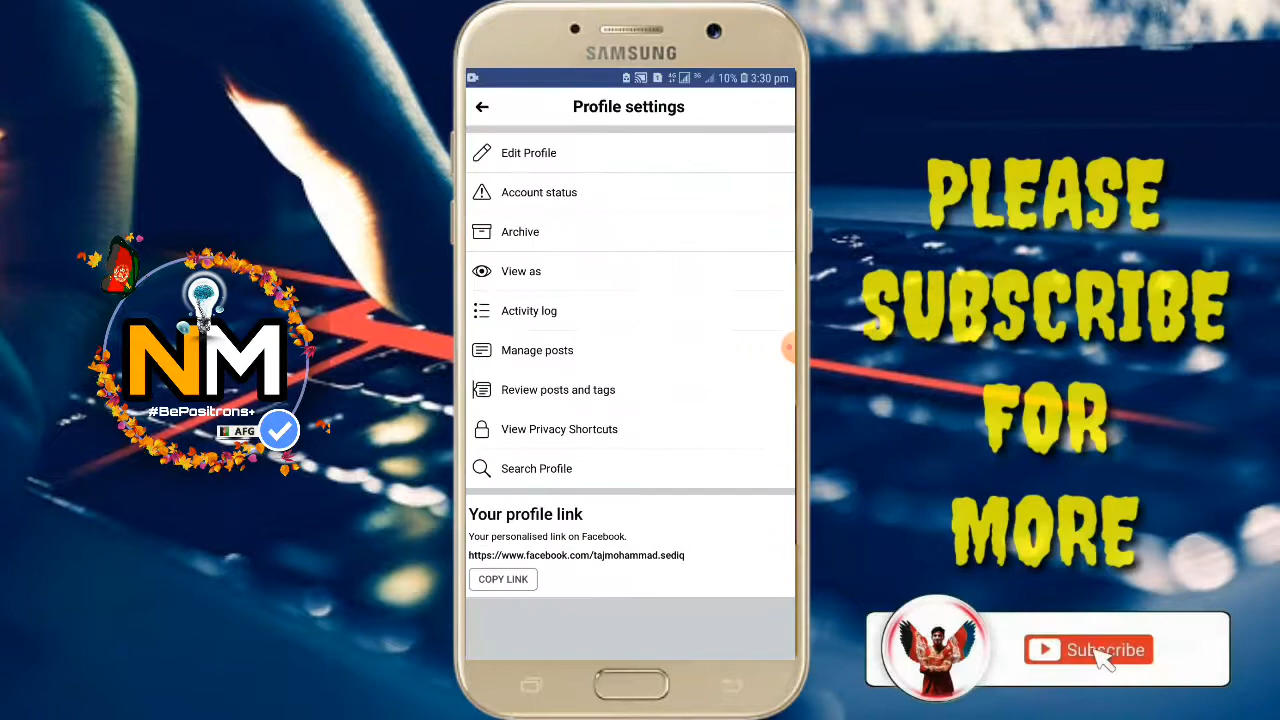 SAMSUNG
10% 3:30 pm
Profile settings
Edit Profile
Account status
Archive
View as
Activity log
Manage posts
Review posts and tags
View Privacy Shortcuts
Search Profile
Your profile link
Your personalised link on Facebook.
https://www.facebook.com/tajmohammad.sediq
COPY LINK
NM
#BePositrons+
AFG
PLEASE
SUBSCRIBE
FOR
MORE
Subscribe